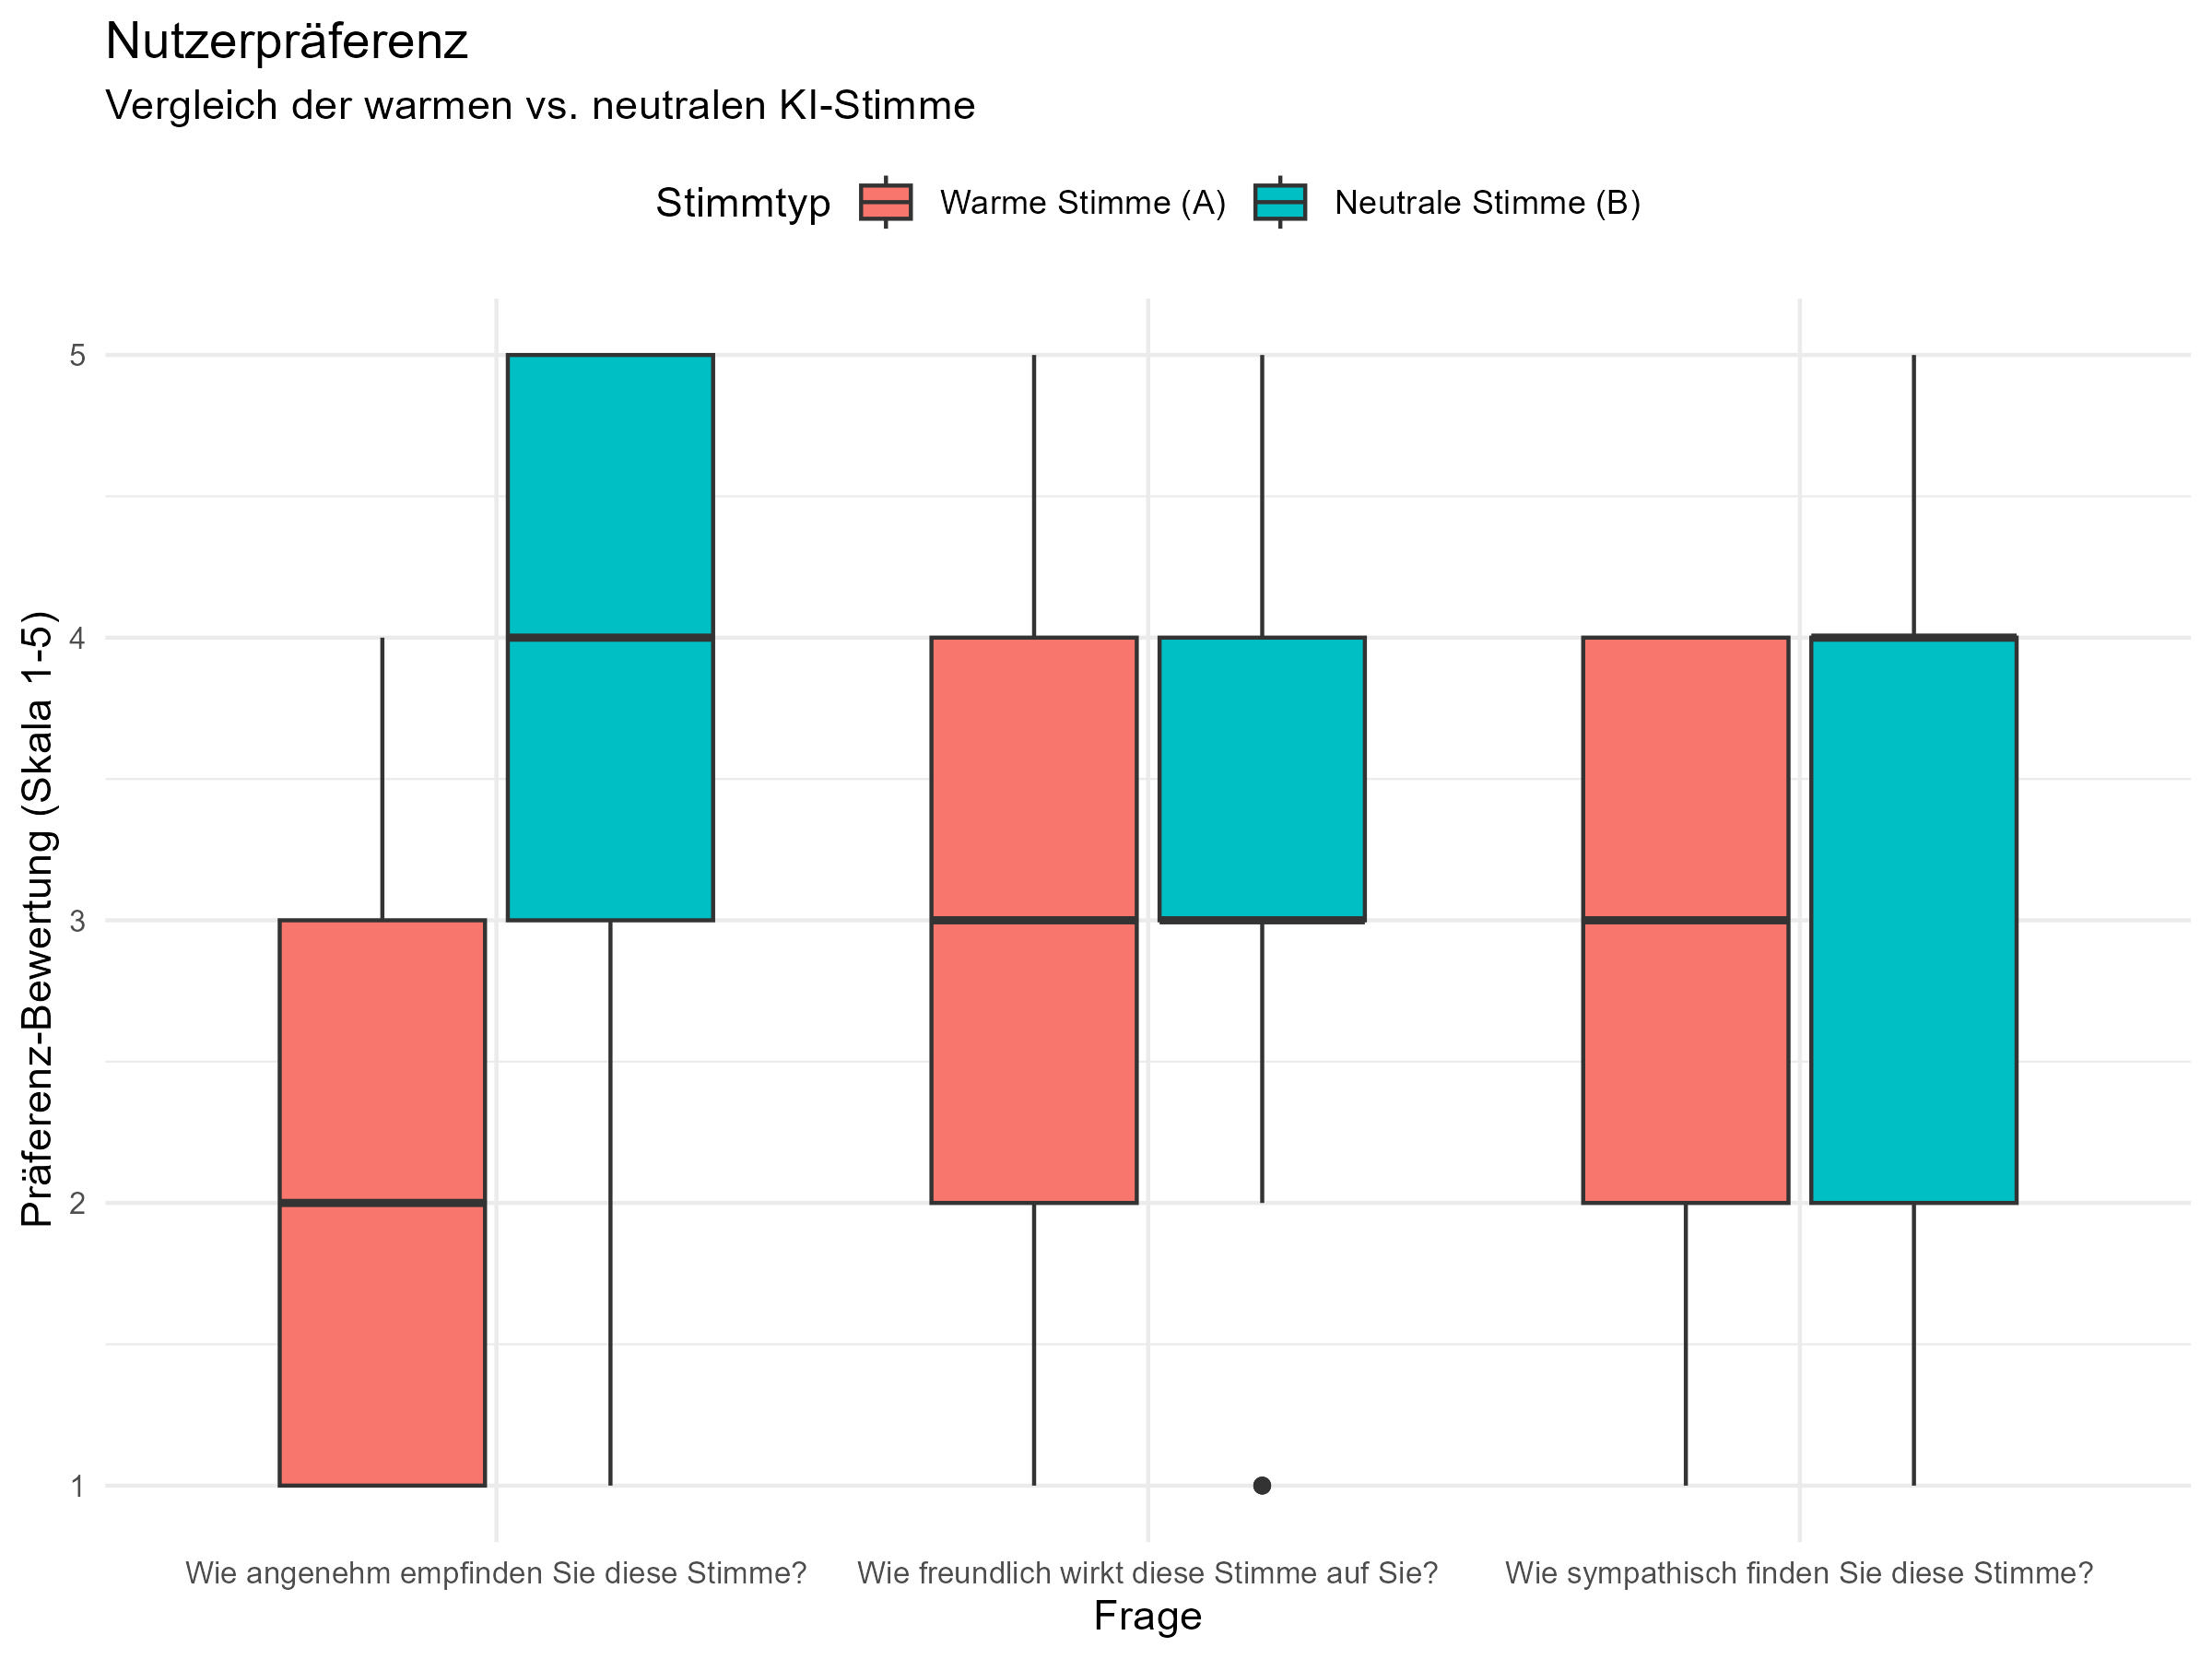 Nutzerpräferenz
Vergleich der warmen vs. neutralen KI-Stimme
Stimmtyp Warme Stimme (A) Neutrale Stimme (B)
Präferenz-Bewertung (Skala 1-5)
5
4
3
2
1
Wie angenehm empfinden Sie diese Stimme? Wie freundlich wirkt diese Stimme auf Sie? Wie sympathisch finden Sie diese Stimme?
Frage